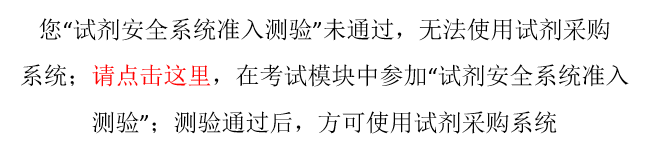 您“试剂安全系统准入测验”未通过，无法使用试剂采购
系统；请点击这里，在考试模块中参加“试剂安全系统准入
测验”；测验通过后，方可使用试剂采购系统